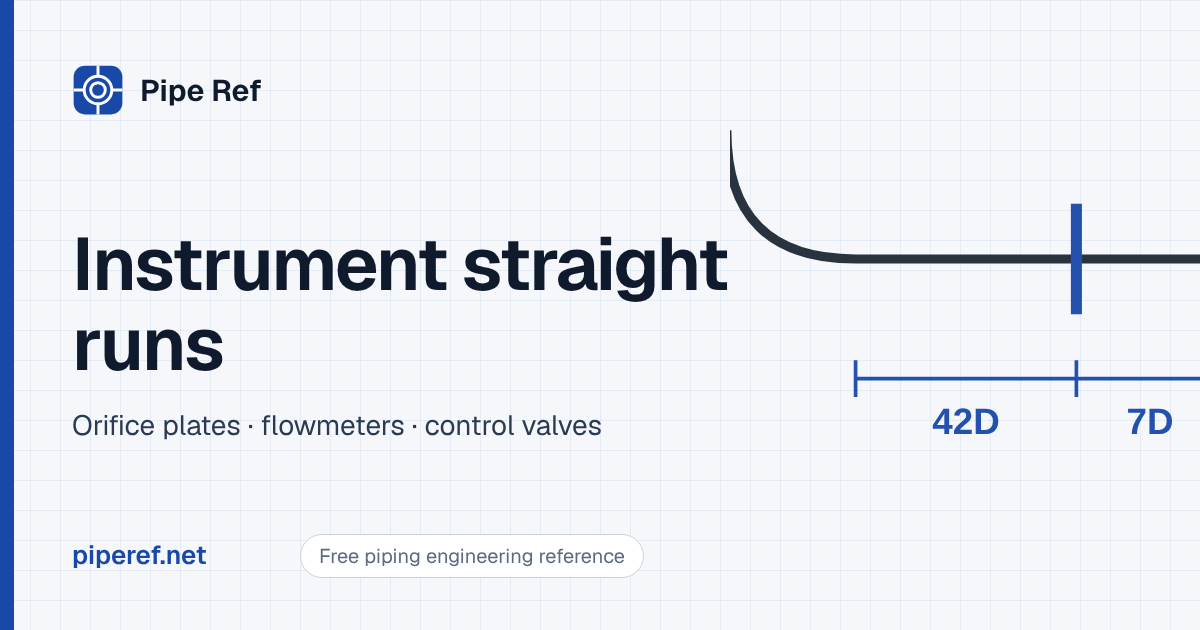 Pipe Ref
Instrument straight
runs
Orifice plates · flowmeters · control valves
42D
7D
piperef.net
Free piping engineering reference